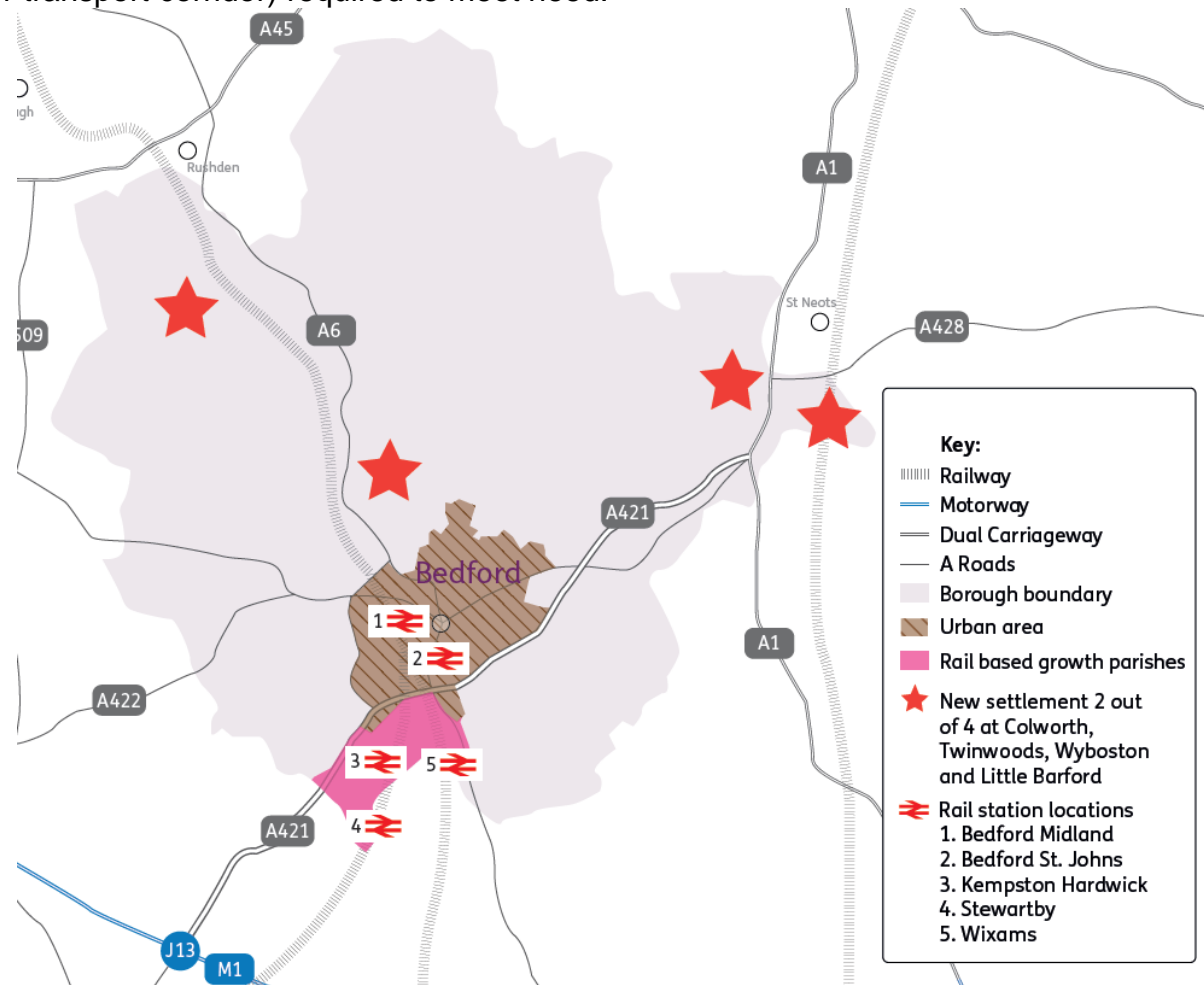 A45
Rushden
A1
St Neots
A428
A6
A421
Bedford
1
2
A422
A1
3
5
4
A421
J13
M1
Key:
Railway
Motorway
Dual Carriageway
A Roads
Borough boundary
Urban area
Rail based growth parishes
New settlement 2 out
of 4 at Colworth,
Twinwoods, Wyboston
and Little Barford
Rail station locations
1. Bedford Midland
2. Bedford St. Johns
3. Kempston Hardwick
4. Stewartby
5. Wixams